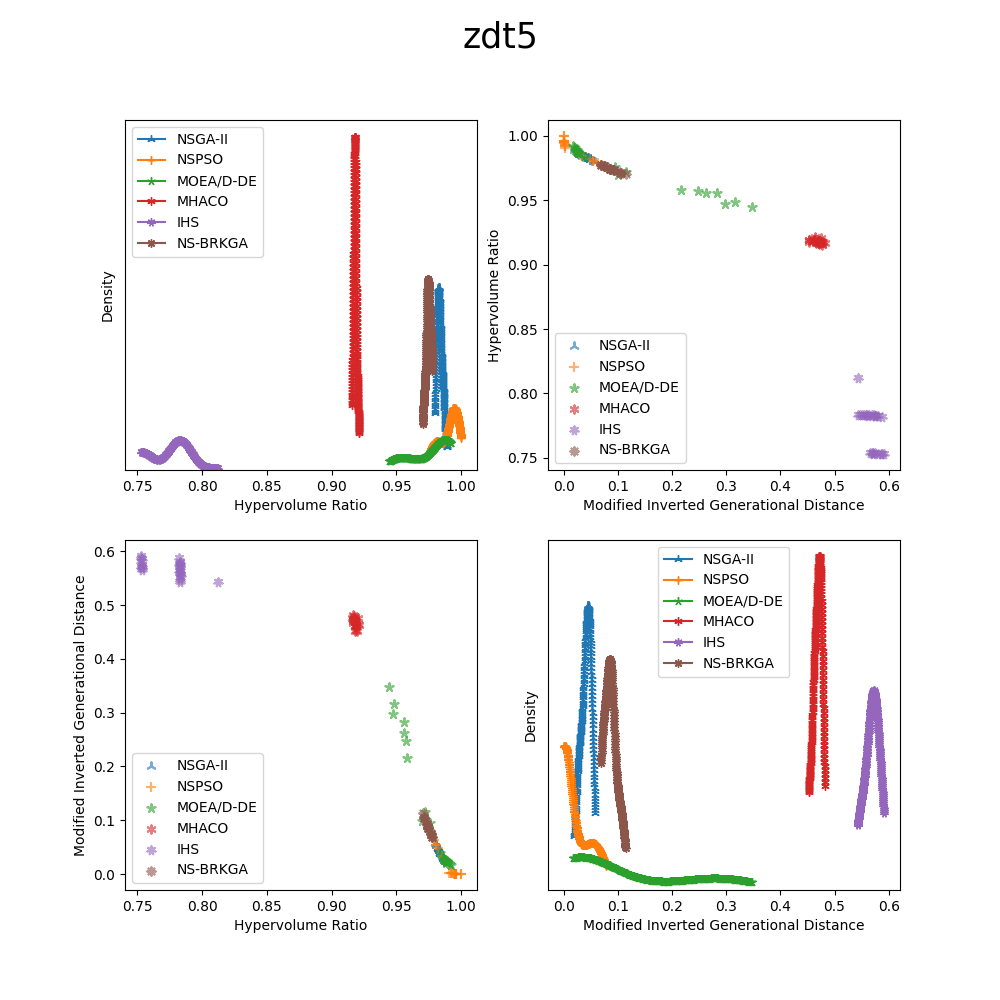 zdt5
NSGA-II
NSPSO
MOEA/D-DE
MHACO
IHS
NS-BRKGA
Density
0.75 0.80 0.85 0.90 0.95 1.00
Hypervolume Ratio
1.00
0.95
0.90
0.85
0.80
0.75
Hypervolume Ratio
NSGA-II
NSPSO
MOEA/D-DE
MHACO
IHS
NS-BRKGA
0.0 0.1 0.2 0.3 0.4 0.5 0.6
Modified Inverted Generational Distance
0.6
0.5
0.4
0.3
0.2
0.1
0.0
Modified Inverted Generational Distance
NSGA-II
NSPSO
MOEA/D-DE
MHACO
IHS
NS-BRKGA
0.75 0.80 0.85 0.90 0.95 1.00
Hypervolume Ratio
NSGA-II
NSPSO
MOEA/D-DE
MHACO
IHS
NS-BRKGA
Density
0.0 0.1 0.2 0.3 0.4 0.5 0.6
Modified Inverted Generational Distance